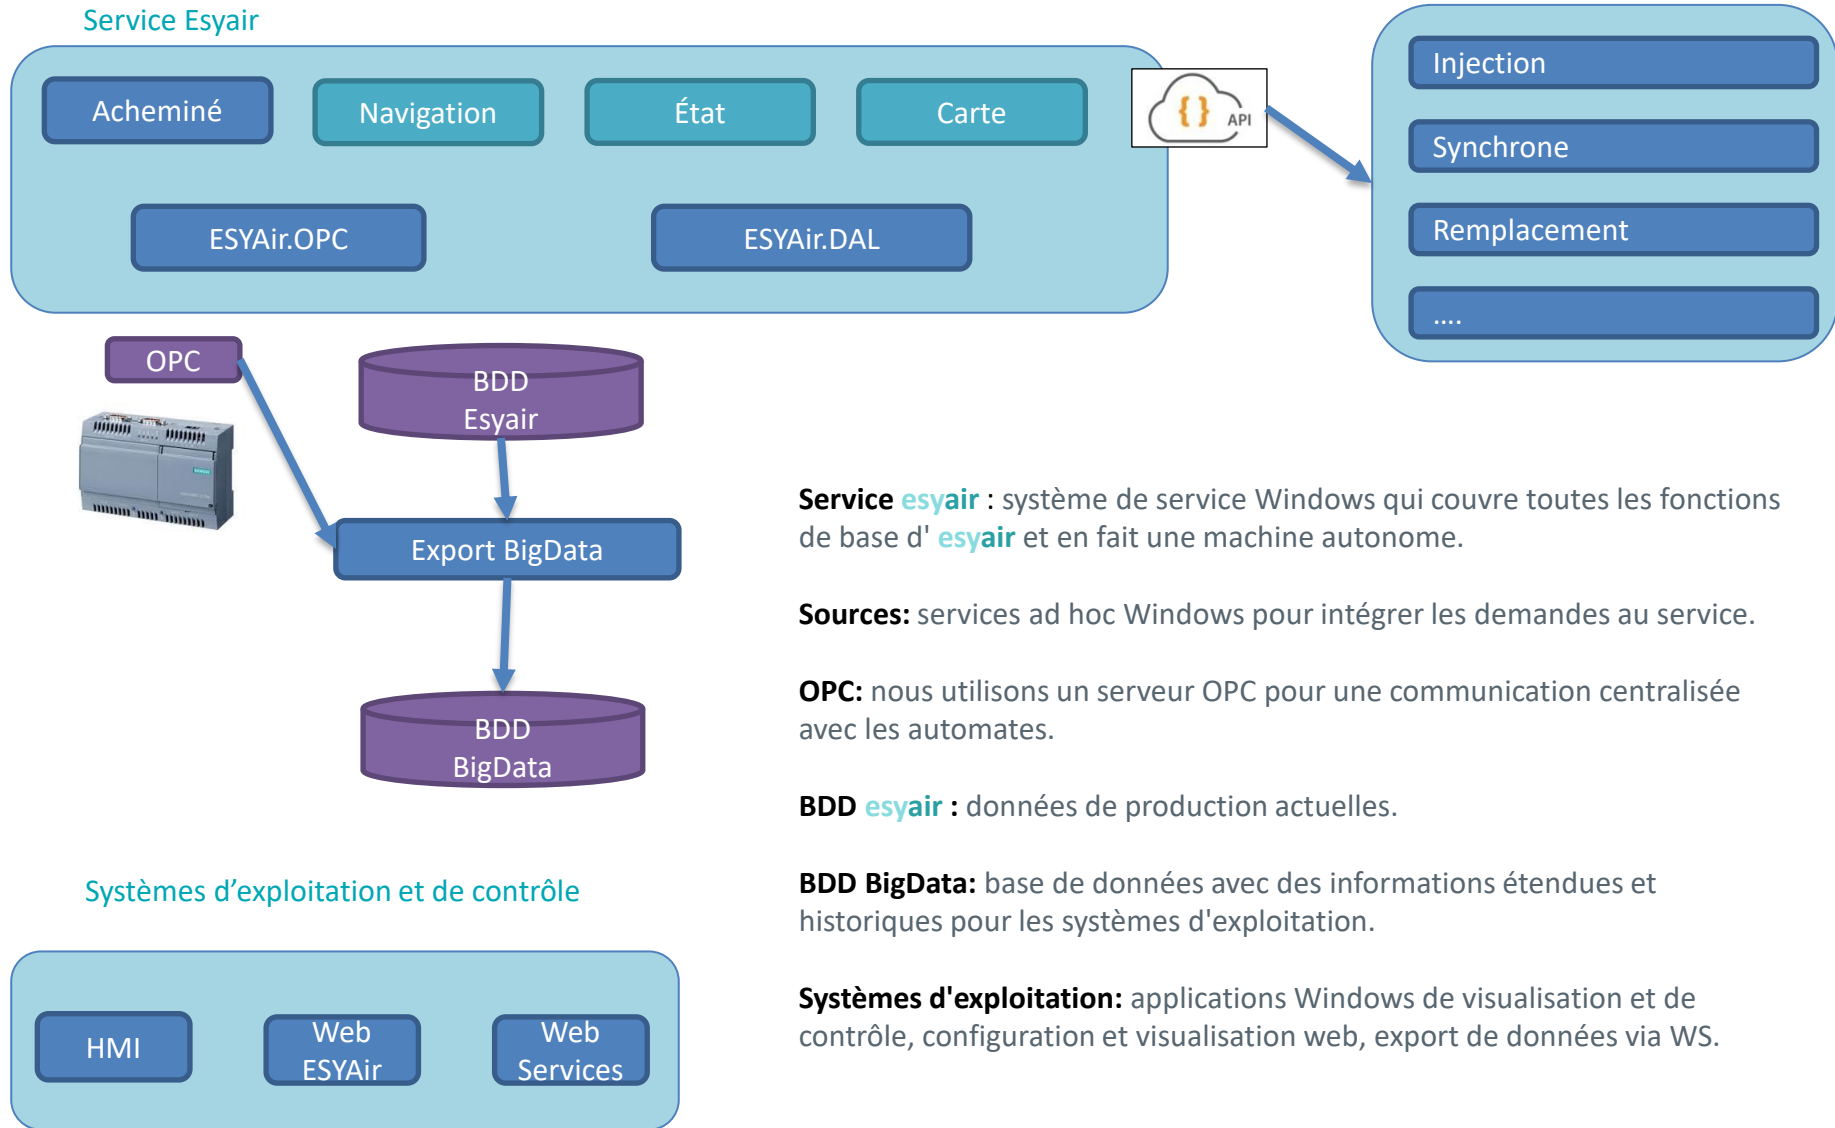 Service Esyair
Acheminé
Navigation
État
Carte
{ } API
ESYAir.OPC
ESYAir.DAL
Injection
Synchrone
Remplacement
....
OPC
BDD
Esyair
Export BigData
BDD
BigData
Service esyair : système de service Windows qui couvre toutes les fonctions
de base d' esyair et en fait une machine autonome.
Sources: services ad hoc Windows pour intégrer les demandes au service.
OPC: nous utilisons un serveur OPC pour une communication centralisée
avec les automates.
BDD esyair : données de production actuelles.
BDD BigData: base de données avec des informations étendues et
historiques pour les systèmes d'exploitation.
Systèmes d'exploitation: applications Windows de visualisation et de
contrôle, configuration et visualisation web, export de données via WS.
Systèmes d’exploitation et de contrôle
HMI
Web
ESYAir
Web
Services